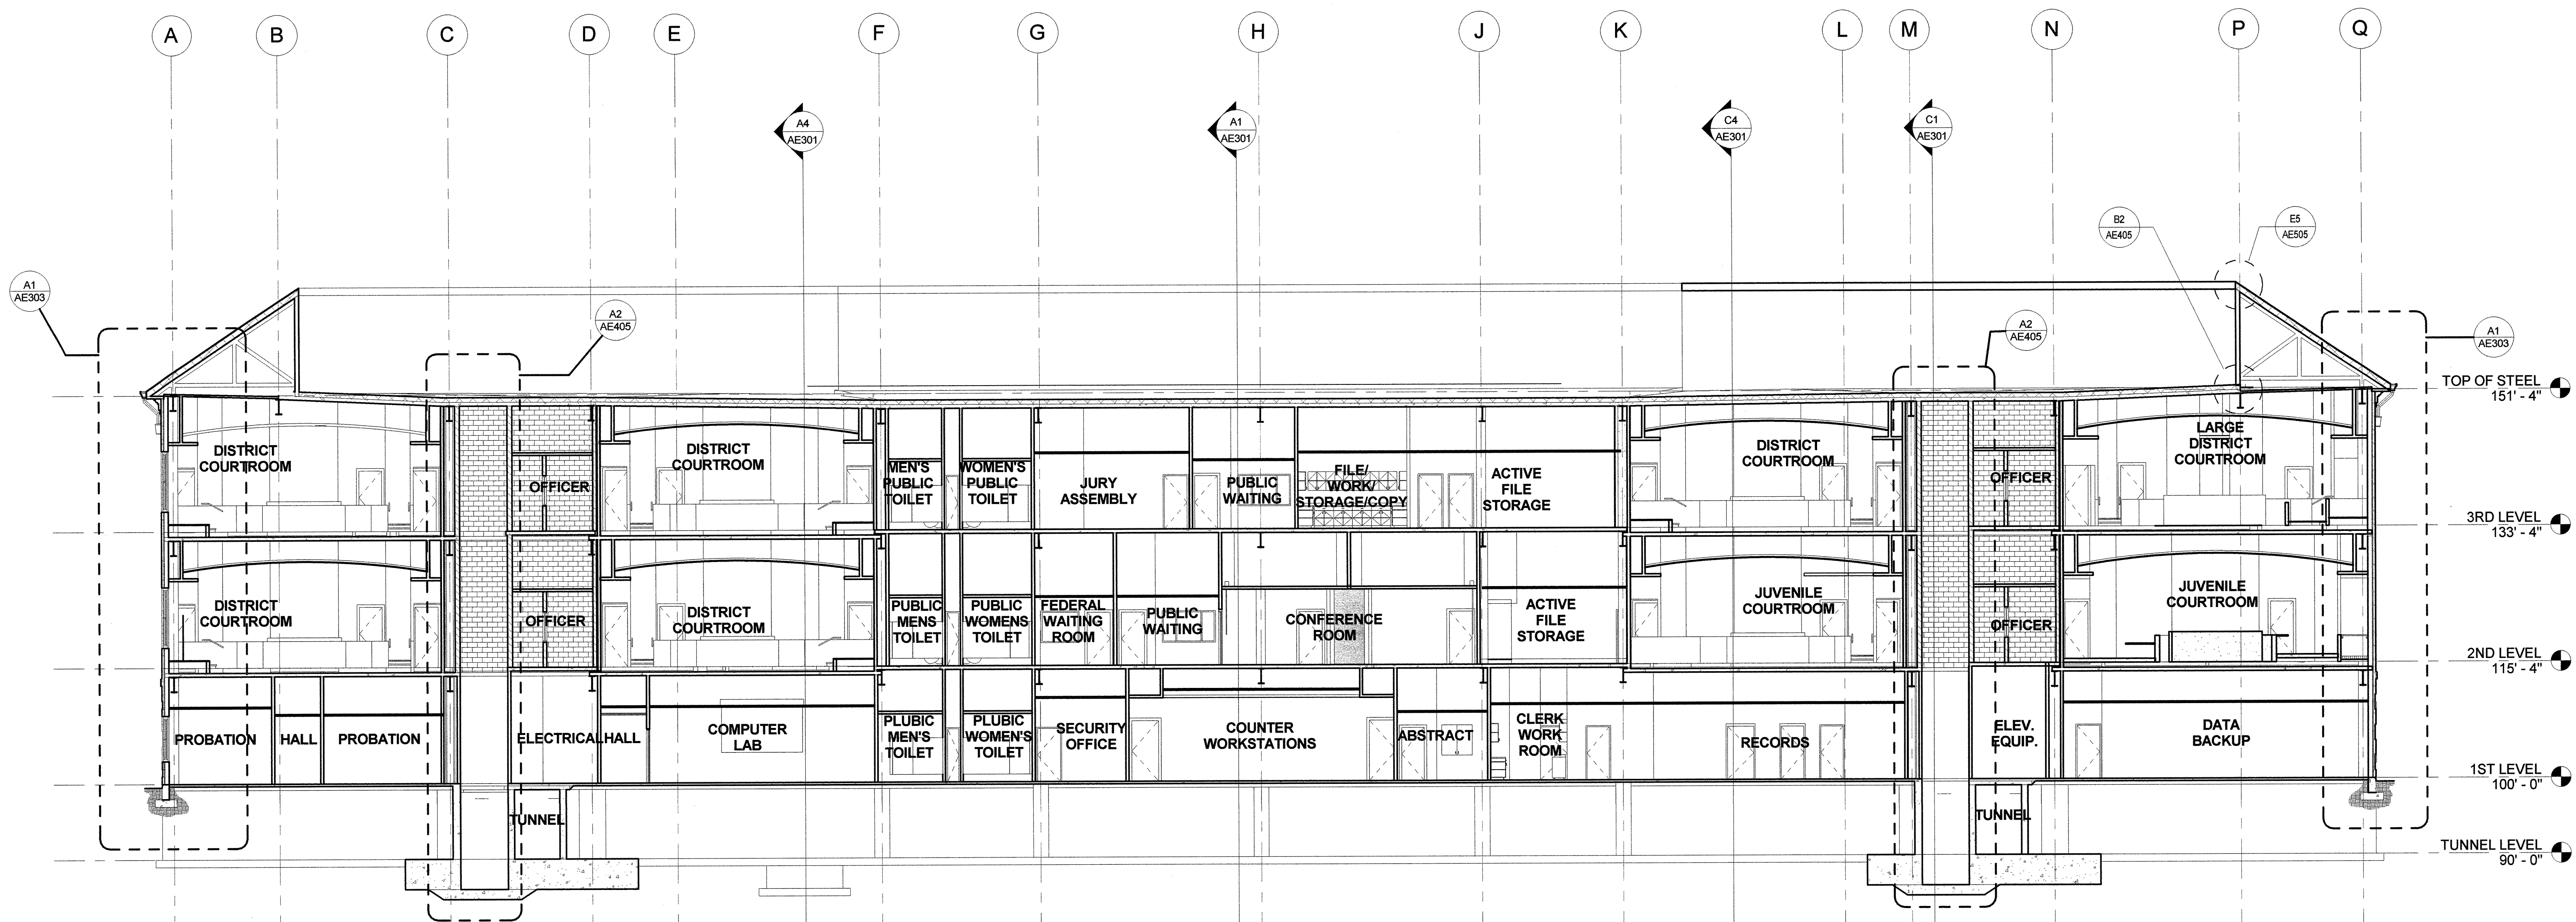 A B C D E F G H J K L M N P Q
A4
AE301
A1
AE301
C4
AE301
C1
AE301
B2
AE405
E5
AE505
A1
AE303
A2
AE405
A2
AE405
A1
AE303
TOP OF STEEL
151' - 4"
DISTRICT
COURTROOM
OFFICER
DISTRICT
COURTROOM
MEN'S
PUBLIC
TOILET
WOMEN'S
PUBLIC
TOILET
JURY
ASSEMBLY
PUBLIC
WAITING
FILE/
WORK/
STORAGE/COPY
ACTIVE
FILE
STORAGE
DISTRICT
COURTROOM
OFFICER
LARGE
DISTRICT
COURTROOM
3RD LEVEL
133' - 4"
DISTRICT
COURTROOM
OFFICER
DISTRICT
COURTROOM
PUBLIC
MENS
TOILET
PUBLIC
WOMENS
TOILET
FEDERAL
WAITING
ROOM
PUBLIC
WAITING
CONFERENCE
ROOM
ACTIVE
FILE
STORAGE
JUVENILE
COURTROOM
OFFICER
JUVENILE
COURTROOM
2ND LEVEL
115' - 4"
PROBATION
HALL
PROBATION
ELECTRICAL
HALL
COMPUTER
LAB
PLUBIC
MEN'S
TOILET
PLUBIC
WOMEN'S
TOILET
SECURITY
OFFICE
COUNTER
WORKSTATIONS
ABSTRACT
CLERK
WORK
ROOM
RECORDS
ELEV.
EQUIP.
DATA
BACKUP
1ST LEVEL
100' - 0"
TUNNEL
TUNNEL
TUNNEL LEVEL
90' - 0"